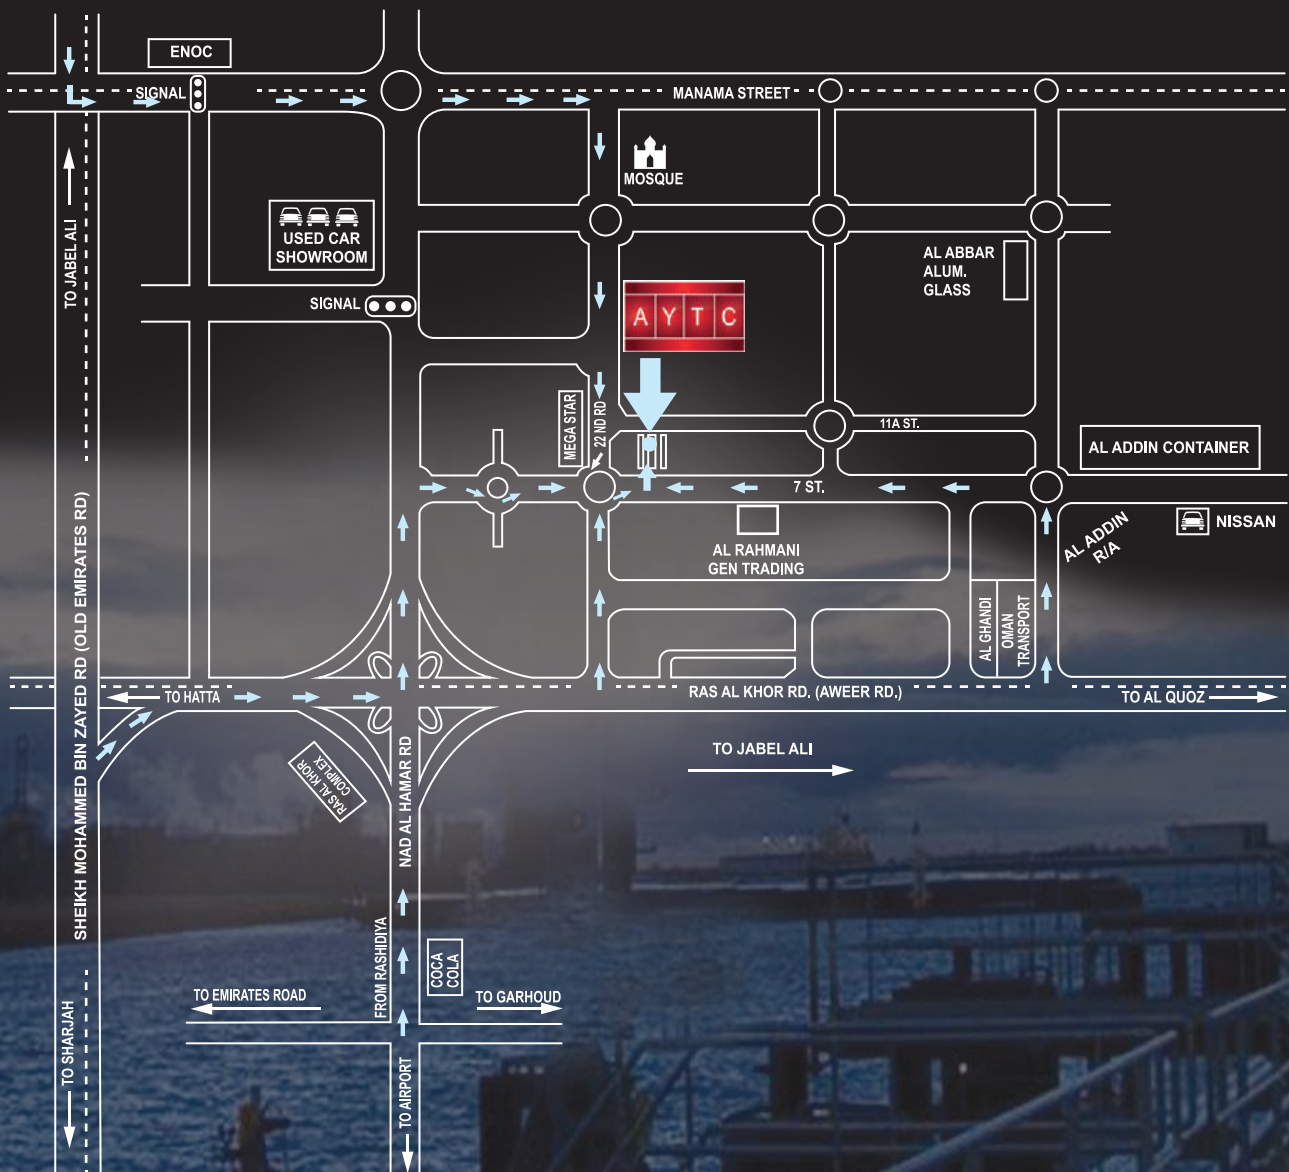 ENOC
SIGNAL
MANAMA STREET
MOSQUE
TO JABEL ALI
USED CAR
SHOWROOM
AL ABBAR
ALUM.
GLASS
SIGNAL
AYTC
MEGA STAR
22 ND RD
11A ST.
AL ADDIN CONTAINER
7 ST.
NISSAN
AL ADDIN
R/A
AL RAHMANI
GEN TRADING
SHEIKH MOHAMMED BIN ZAYED RD (OLD EMIRATES RD)
AL GHANDI
OMAN
TRANSPORT
TO HATTA
RAS AL KHOR RD. (AWEER RD.)
TO AL QUOZ
TO JABEL ALI
RAS AL KHOR
COMPLEX
NAD AL HAMAR RD
FROM RASHIDIYA
COCA
COLA
TO EMIRATES ROAD
TO GARHOUD
TO SHARJAH
TO AIRPORT